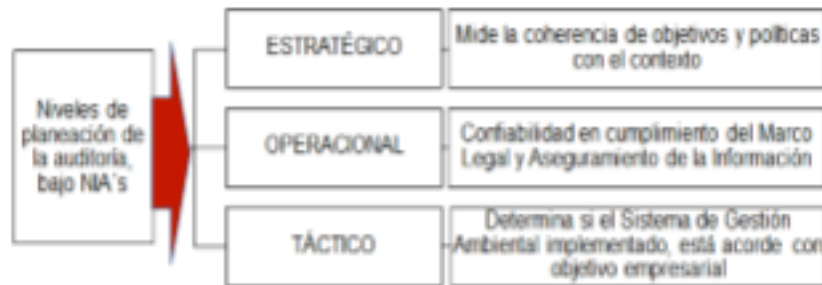 Niveles de
planeación de
la auditoría,
bajo NIA´s
ESTRATÉGICO
Mide la coherencia de objetivos y políticas
con el contexto
OPERACIONAL
Confiabilidad en cumplimiento del Marco
Legal y Aseguramiento de la Información
TÁCTICO
Determina si el Sistema de Gestión
Ambiental implementado, está acorde con
objetivo empresarial